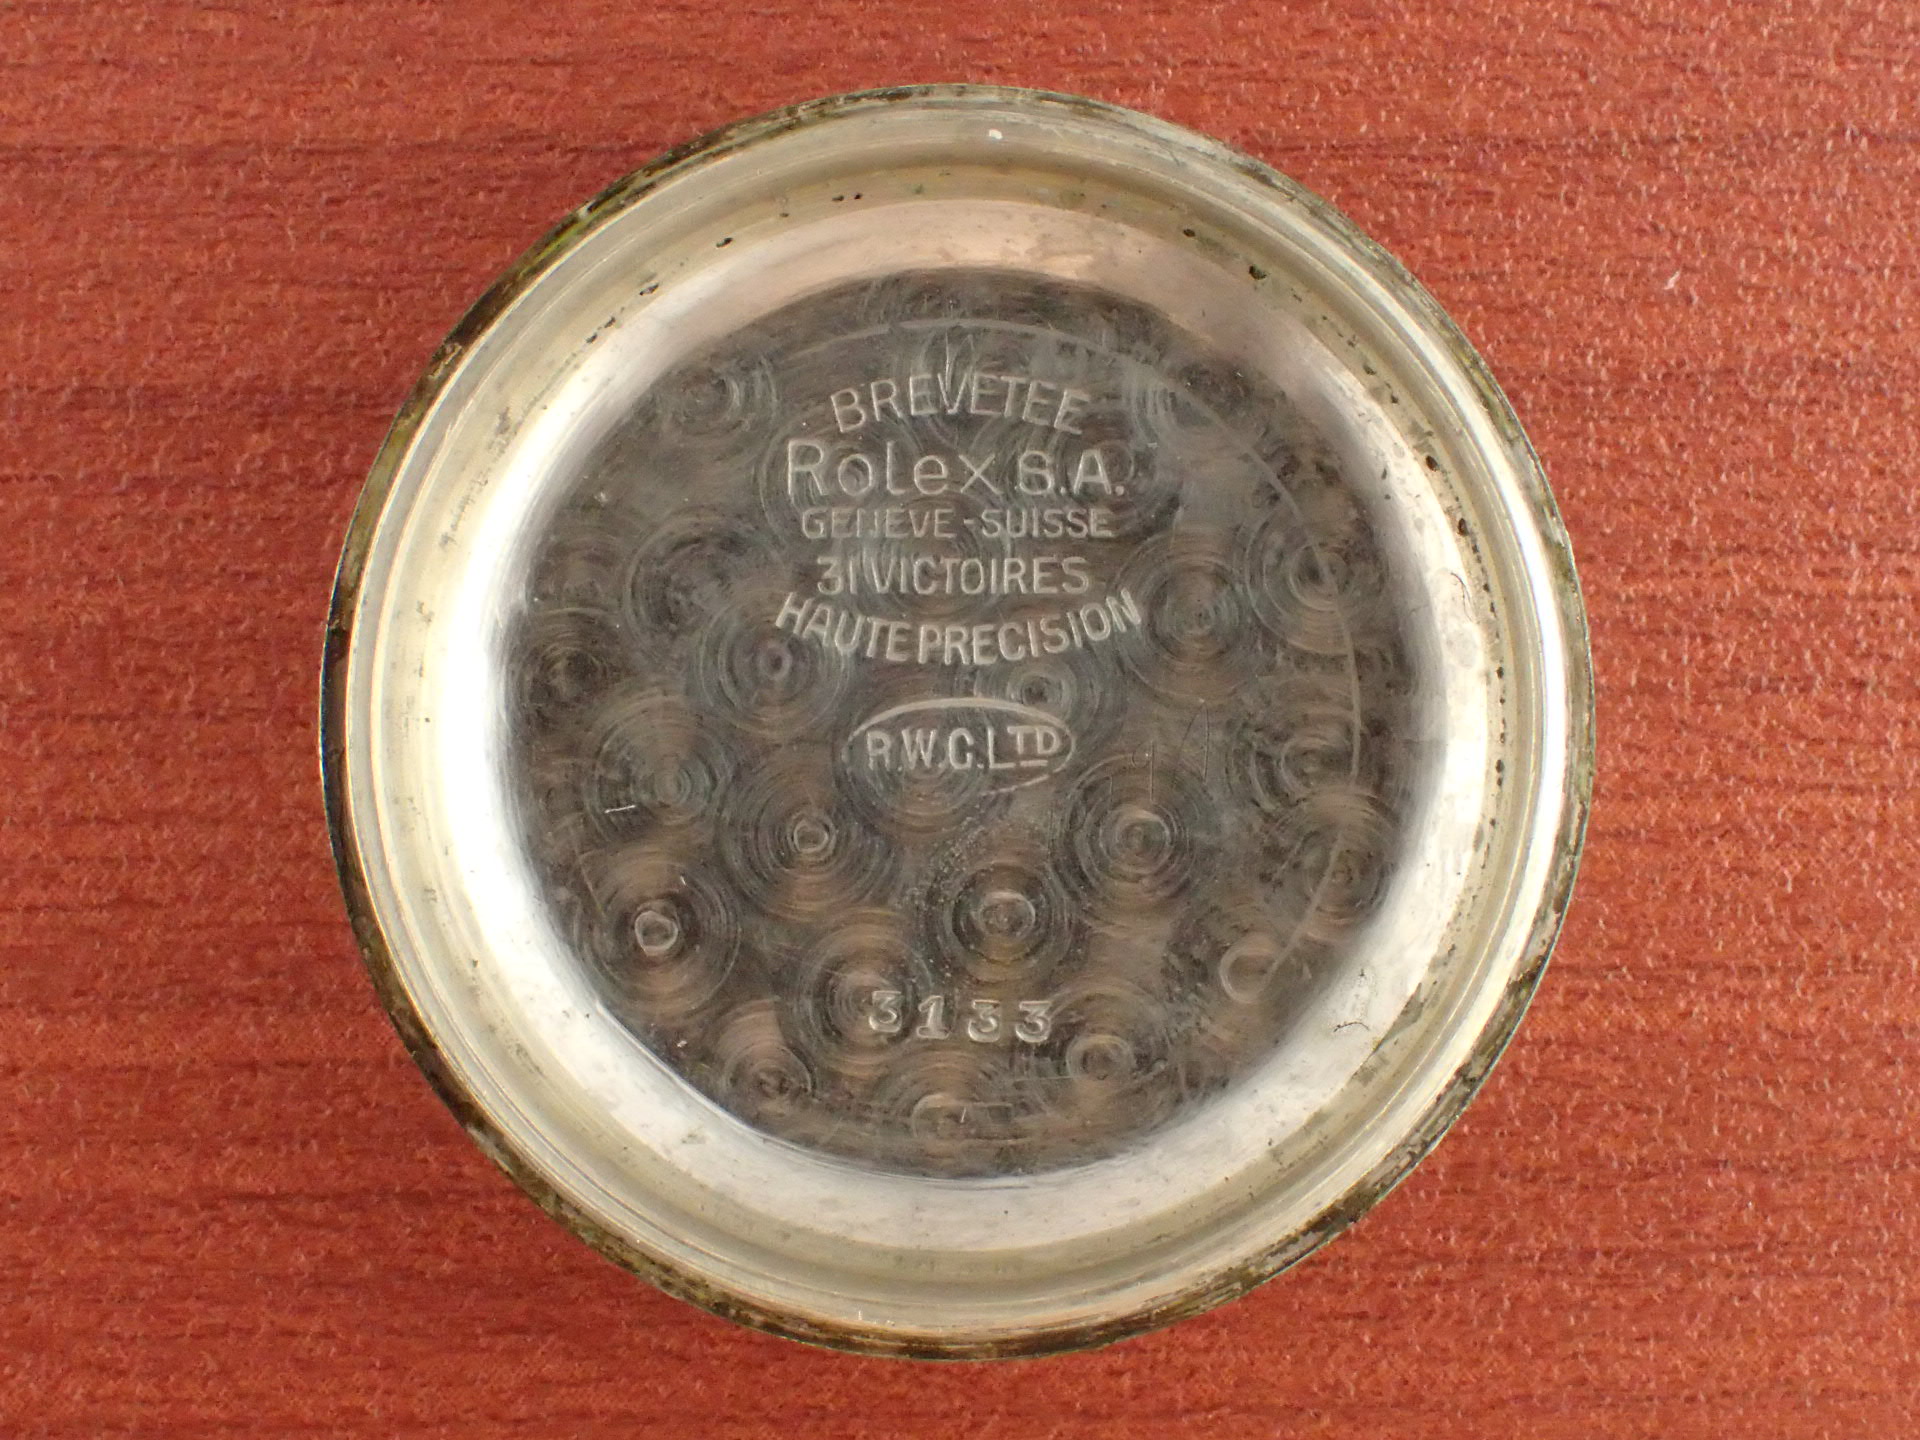 BREVETEE
Rolex S.A.
GENEVE-SUISSE
31 VICTOIRES
HAUTE PRECISION
R.W.C.LTD
3133